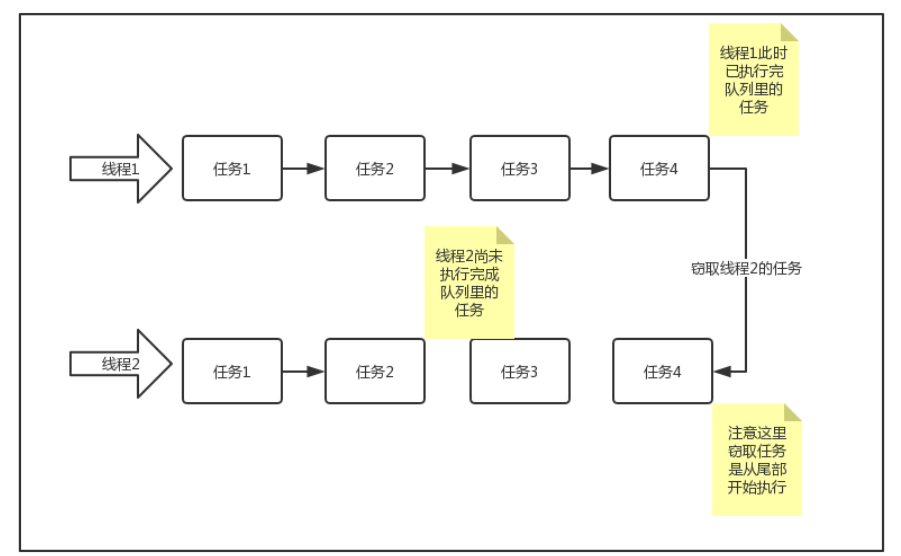 线程1此时
已执行完
队列里的
任务
线程1
任务1
任务2
任务3
任务4
线程2尚未
执行完成
队列里的
任务
窃取线程2的任务
线程2
任务1
任务2
任务3
任务4
注意这里
窃取任务
是从尾部
开始执行